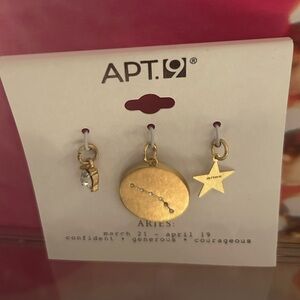 APT.9®
ARIES:
march 21 - april 19
confident + generous + courageous